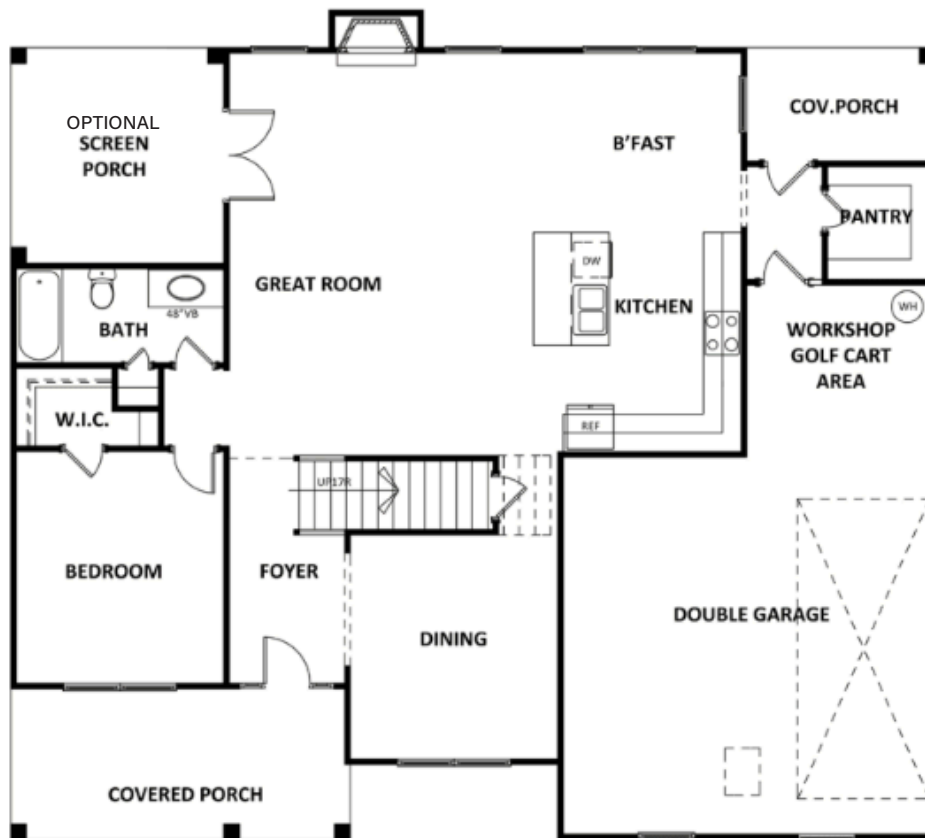 OPTIONAL
SCREEN
PORCH
COV.PORCH
B'FAST
PANTRY
DW
GREAT ROOM
KITCHEN
WH
48"VB
BATH
WORKSHOP
GOLF CART
AREA
W.I.C.
REF
UP17R
BEDROOM
FOYER
DINING
DOUBLE GARAGE
COVERED PORCH